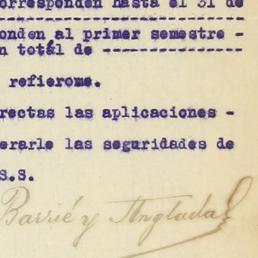 corresponden hasta el 31 de
onden al primer semestre -
n total de ---------------
refierome.
rectas las aplicaciones -
erarle las seguridades de
S.S.
Barrié y Anglada